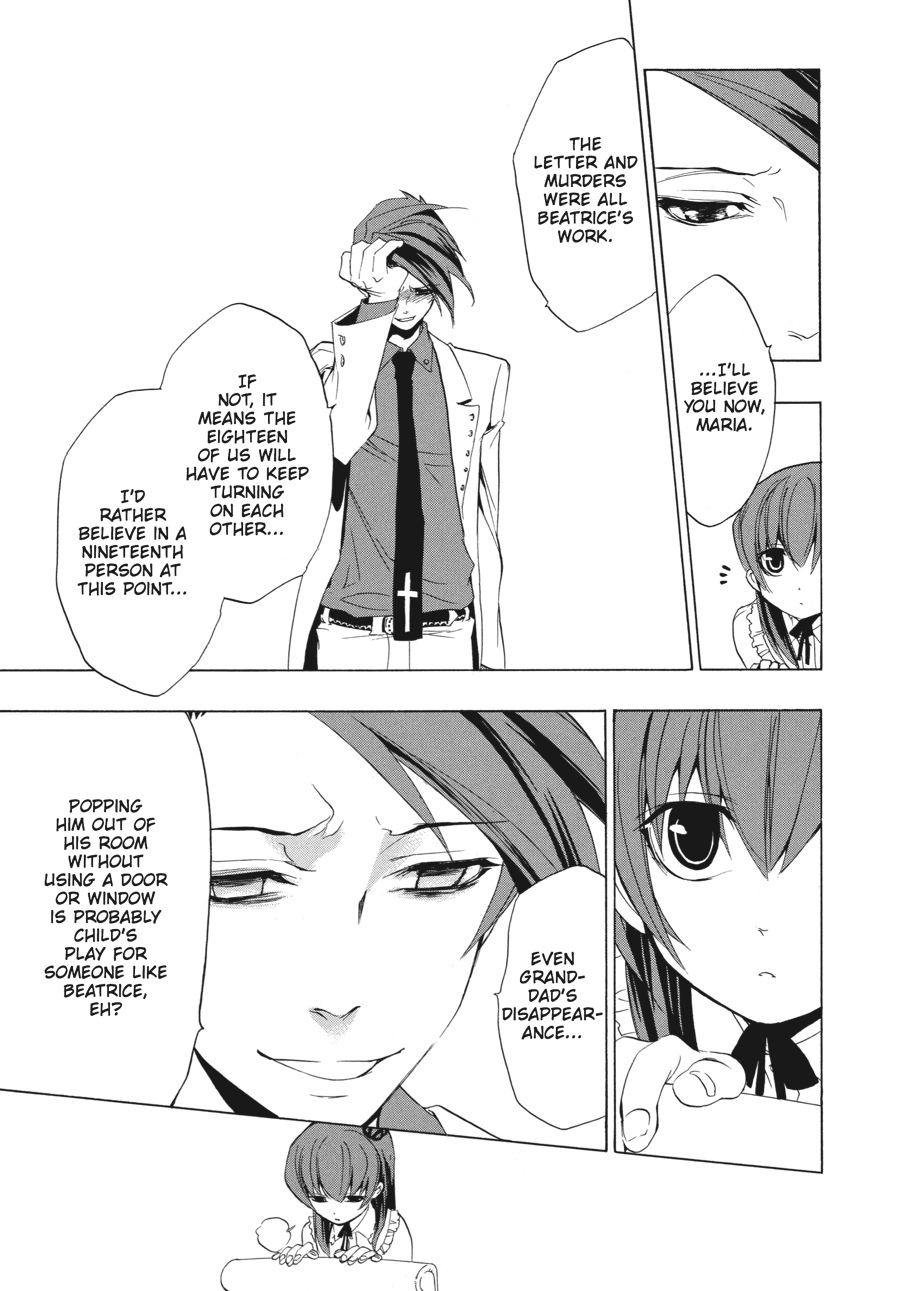 ...I'LL
BELIEVE
YOU NOW,
MARIA.
THE
LETTER AND
MURDERS
WERE ALL
BEATRICE'S
WORK.
IF
NOT, IT
MEANS THE
EIGHTEEN
OF US WILL
HAVE TO KEEP
TURNING
ON EACH
OTHER...
I'D
RATHER
BELIEVE IN A
NINETEENTH
PERSON AT
THIS POINT...
EVEN
GRAND-
DAD'S
DISAPPEAR-
ANCE...
POPPING
HIM OUT OF
HIS ROOM
WITHOUT
USING A DOOR
OR WINDOW
IS PROBABLY
CHILD'S
PLAY FOR
SOMEONE LIKE
BEATRICE,
EH?